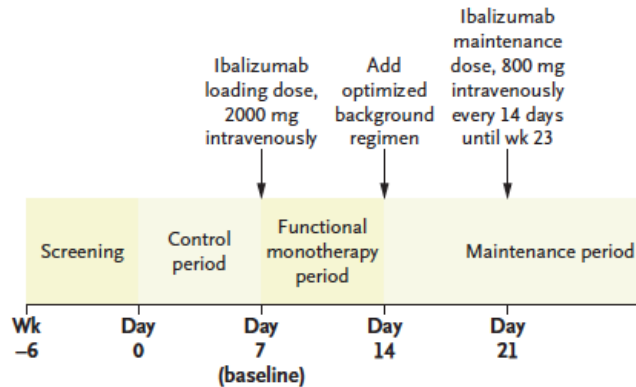 Ibalizumab
loading dose,
2000 mg
intravenously
Add
optimized
background
regimen
Ibalizumab
maintenance
dose, 800 mg
intravenously
every 14 days
until wk 23
Screening
Control
period
Functional
monotherapy
period
Maintenance period
Wk
−6
Day
0
Day
7
(baseline)
Day
14
Day
21